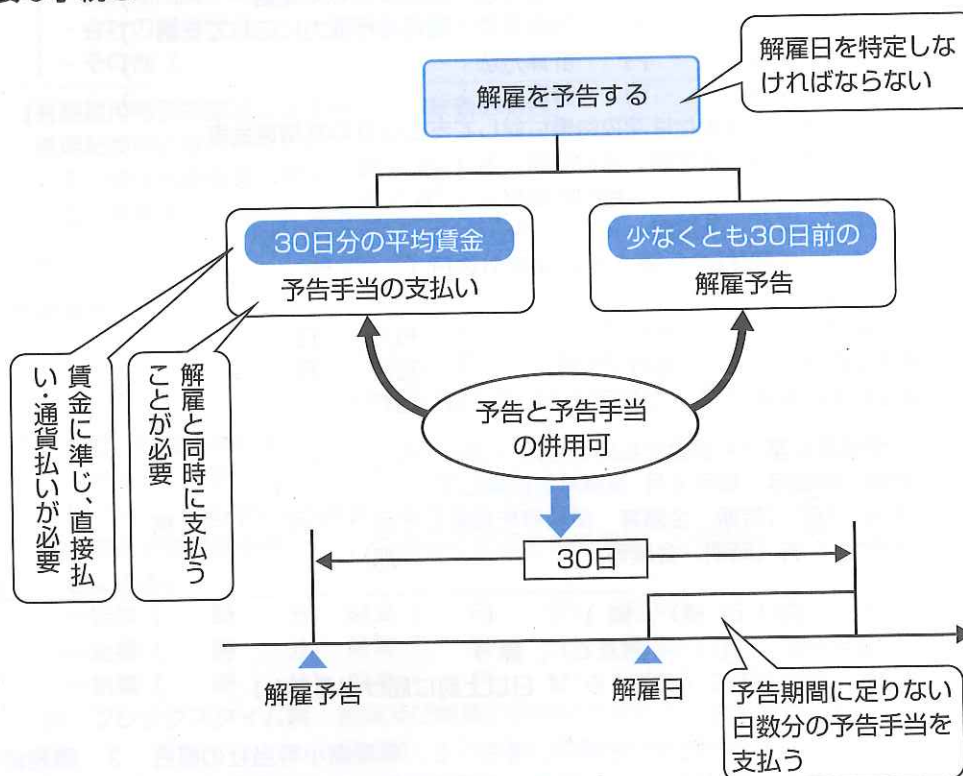 解雇を予告する
解雇日を特定しな
ければならない
30日分の平均賃金
予告手当の支払い
少なくとも30日前の
解雇予告
賃金に準じ、直接払
い・通貨払いが必要
解雇と同時に支払う
ことが必要
予告と予告手当
の併用可
30日
解雇予告
解雇日
予告期間に足りない
日数分の予告手当を
支払う